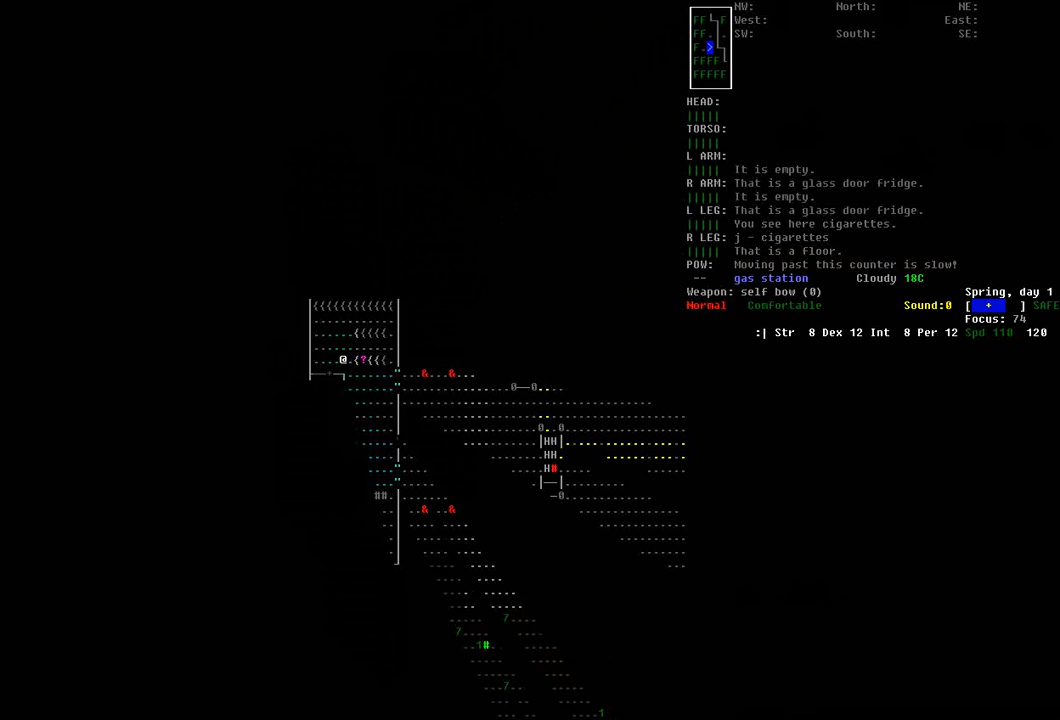 NW: North: NE:
West: East:
SW: South: SE:
HEAD:
|||||
TORSO:
|||||
L ARM:
||||| It is empty.
R ARM: That is a glass door fridge.
||||| It is empty.
L LEG: That is a glass door fridge.
||||| You see here cigarettes.
R LEG: j - cigarettes
||||| That is a floor.
POW: Moving past this counter is slow!
-- gas station Cloudy 18C
Weapon: self bow (0) Spring, day 1
Normal Comfortable Sound:0 [ + ] SAFE
Focus: 74
:| Str 8 Dex 12 Int 8 Per 12 Spd 110 120